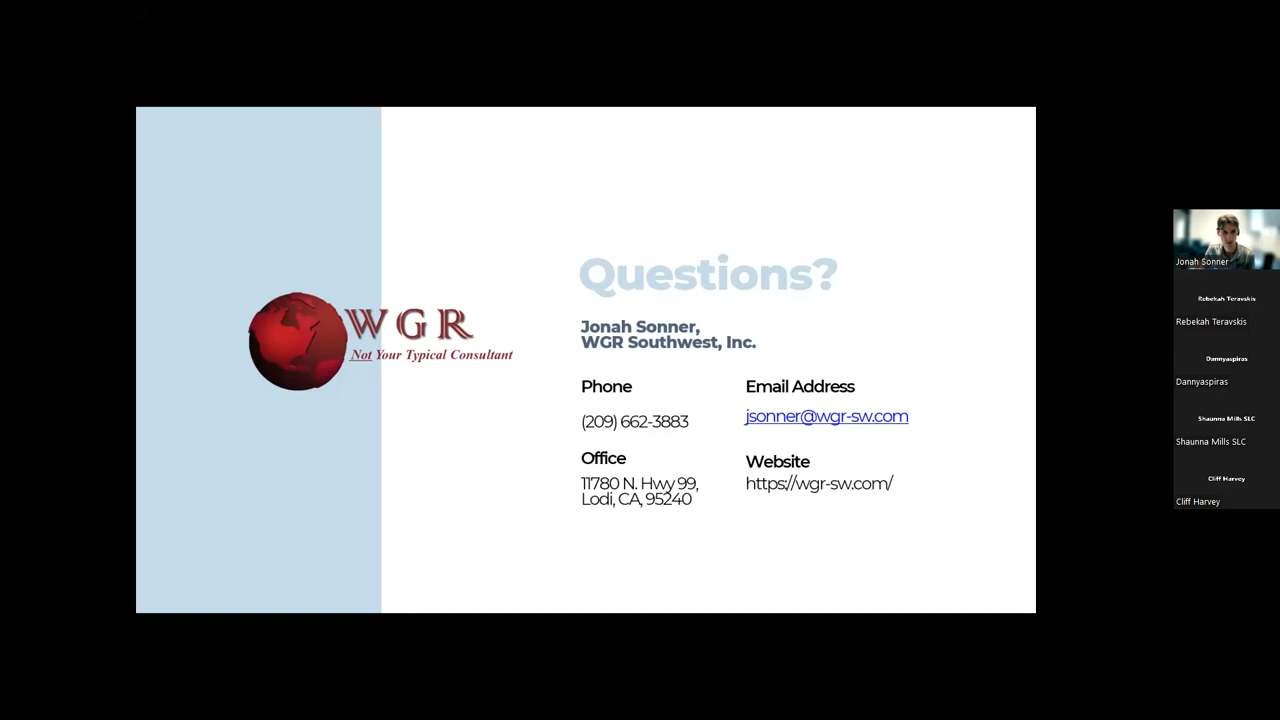 WGR
Not Your Typical Consultant
Questions?
Jonah Sonner,
WGR Southwest, Inc.
Phone
(209) 662-3883
Office
11780 N. Hwy 99,
Lodi, CA, 95240
Email Address
jsonner@wgr-sw.com
Website
https://wgr-sw.com/
Jonah Sonner
Rebekah Teravskis
Rebekah Teravskis
Dannyaspiras
Dannyaspiras
Shaunna Mills SLC
Shaunna Mills SLC
Cliff Harvey
Cliff Harvey